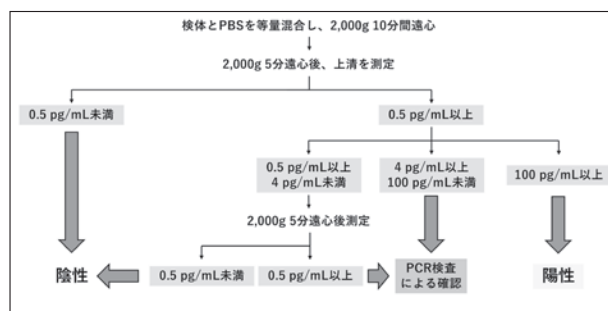 検体とPBSを等量混合し、2,000g 10分間遠心
2,000g 5分遠心後、上清を測定
0.5 pg/mL未満
0.5 pg/mL以上
0.5 pg/mL以上
4 pg/mL未満
4 pg/mL以上
100 pg/mL未満
100 pg/mL以上
2,000g 5分遠心後測定
陰性
0.5 pg/mL未満
0.5 pg/mL以上
PCR検査
による確認
陽性